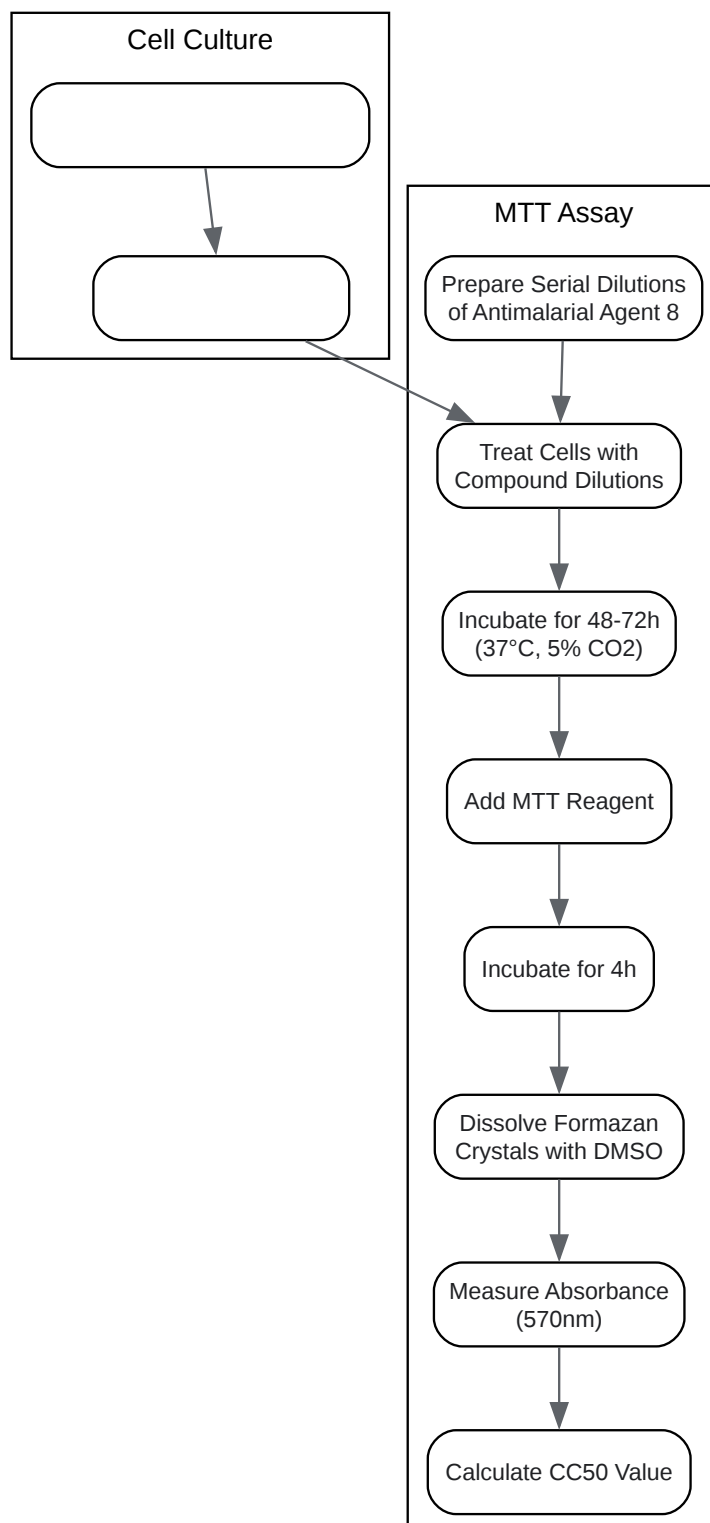 Cell Culture
MTT Assay
Prepare Serial Dilutions
of Antimalarial Agent 8
Treat Cells with
Compound Dilutions
Incubate for 48-72h
(37°C, 5% CO2)
Add MTT Reagent
Incubate for 4h
Dissolve Formazan
Crystals with DMSO
Measure Absorbance
(570nm)
Calculate CC50 Value